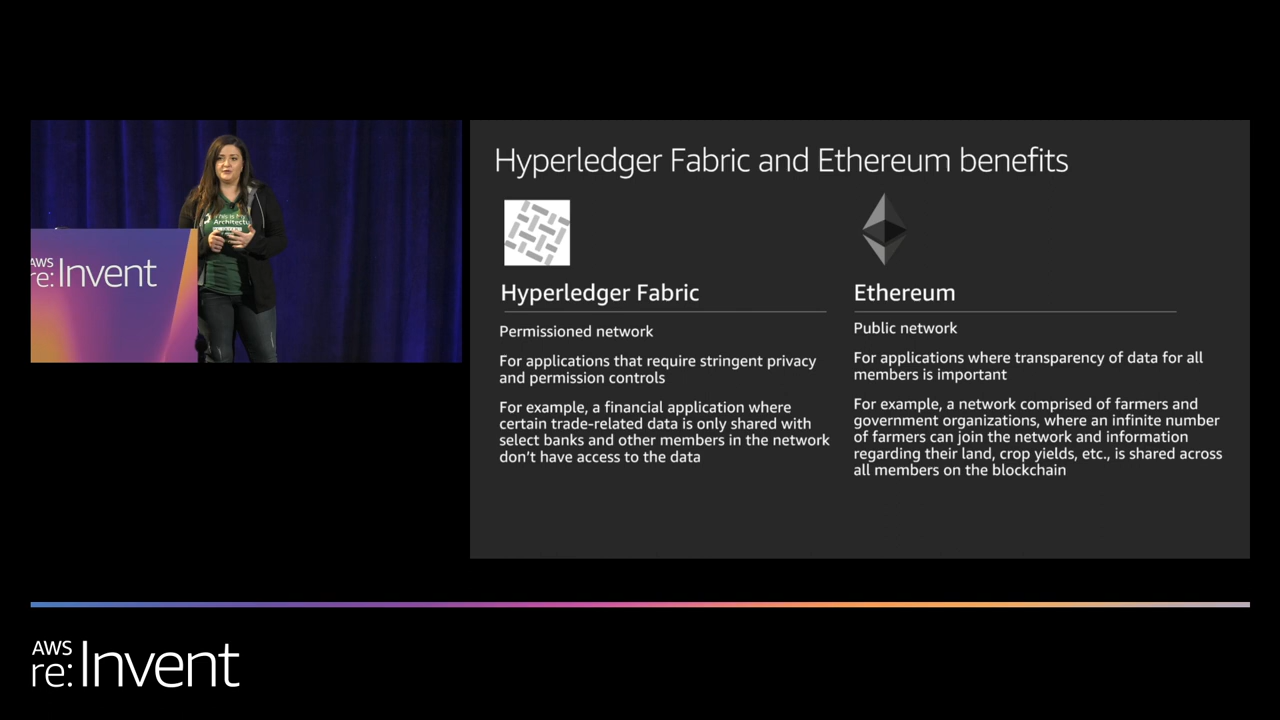 AWS
re:Invent
This is My
Hyperledger Fabric and Ethereum benefits
Hyperledger Fabric
Permissioned network
For applications that require stringent privacy
and permission controls
For example, a financial application where
certain trade-related data is only shared with
select banks and other members in the network
don't have access to the data
Ethereum
Public network
For applications where transparency of data for all
members is important
For example, a network comprised of farmers and
government organizations, where an infinite number
of farmers can join the network and information
regarding their land, crop yields, etc., is shared across
all members on the blockchain
AWS
re:Invent